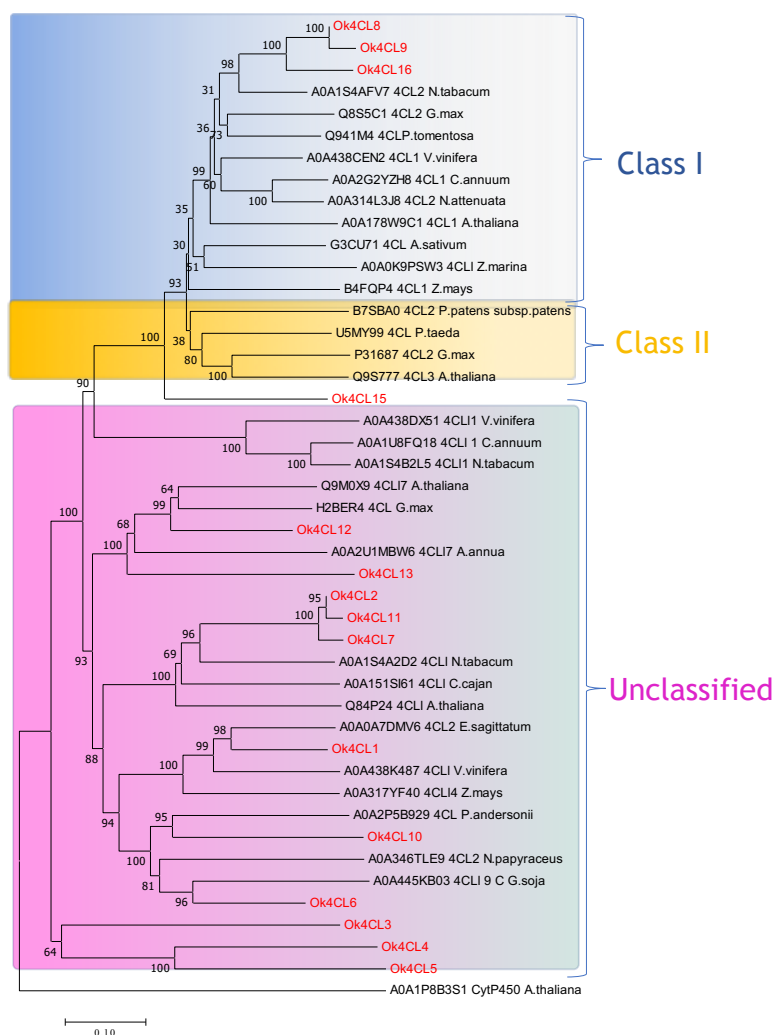 Ok4CL8
100
100
Ok4CL9
98
Ok4CL16
31
A0A1S4AFV7 4CL2 N.tabacum
Q8S5C1 4CL2 G.max
36
73
Q941M4 4CLP.tomentosa
A0A438CEN2 4CL1 V.vinifera
Class I
99
60
A0A2G2YZH8 4CL1 C.annuum
100
A0A314L3J8 4CL2 N.attenuata
35
A0A178W9C1 4CL1 A.thaliana
30
G3CU71 4CL A.sativum
51
A0A0K9PSW3 4CLl Z.marina
93
B4FQP4 4CL1 Z.mays
B7SBA0 4CL2 P.patens subsp.patens
100
38
U5MY99 4CL P.taeda
Class II
80
P31687 4CL2 G.max
90
100
Q9S777 4CL3 A.thaliana
Ok4CL15
A0A438DX51 4CLl1 V.vinifera
100
A0A1U8FQ18 4CLl 1 C.annuum
100
A0A1S4B2L5 4CLl1 N.tabacum
64
Q9M0X9 4CLl7 A.thaliana
99
H2BER4 4CL G.max
100
68
Ok4CL12
100
A0A2U1MBW6 4CLl7 A.annua
Ok4CL13
95
Ok4CL2
100
Ok4CL11
96
Ok4CL7
93
69
A0A1S4A2D2 4CLl N.tabacum
100
A0A151SI61 4CLl C.cajan
Unclassified
Q84P24 4CLl A.thaliana
98
A0A0A7DMV6 4CL2 E.sagittatum
88
99
Ok4CL1
100
A0A438K487 4CLl V.vinifera
A0A317YF40 4CLl4 Z.mays
94
95
A0A2P5B929 4CL P.andersonii
100
Ok4CL10
81
A0A346TLE9 4CL2 N.papyraceus
A0A445KB03 4CLl 9 C G.soja
96
Ok4CL6
Ok4CL3
64
Ok4CL4
100
Ok4CL5
A0A1P8B3S1 CytP450 A.thaliana
0.10